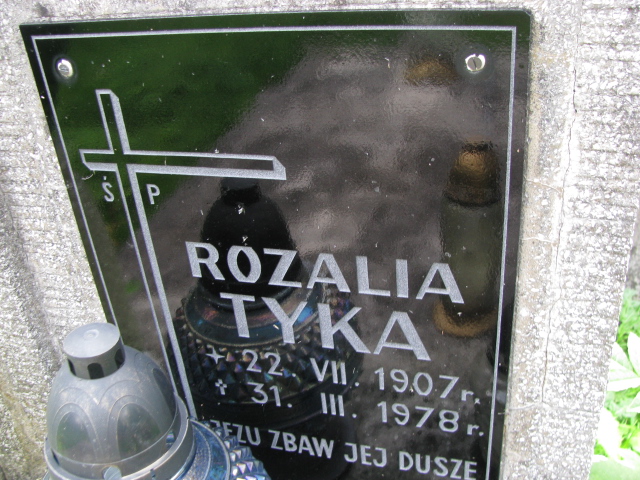 Ś P
ROZALIA
TYKA
* 22. VII. 1907 r.
† 31. III. 1978 r.
ZBAW JEJ DUSZE